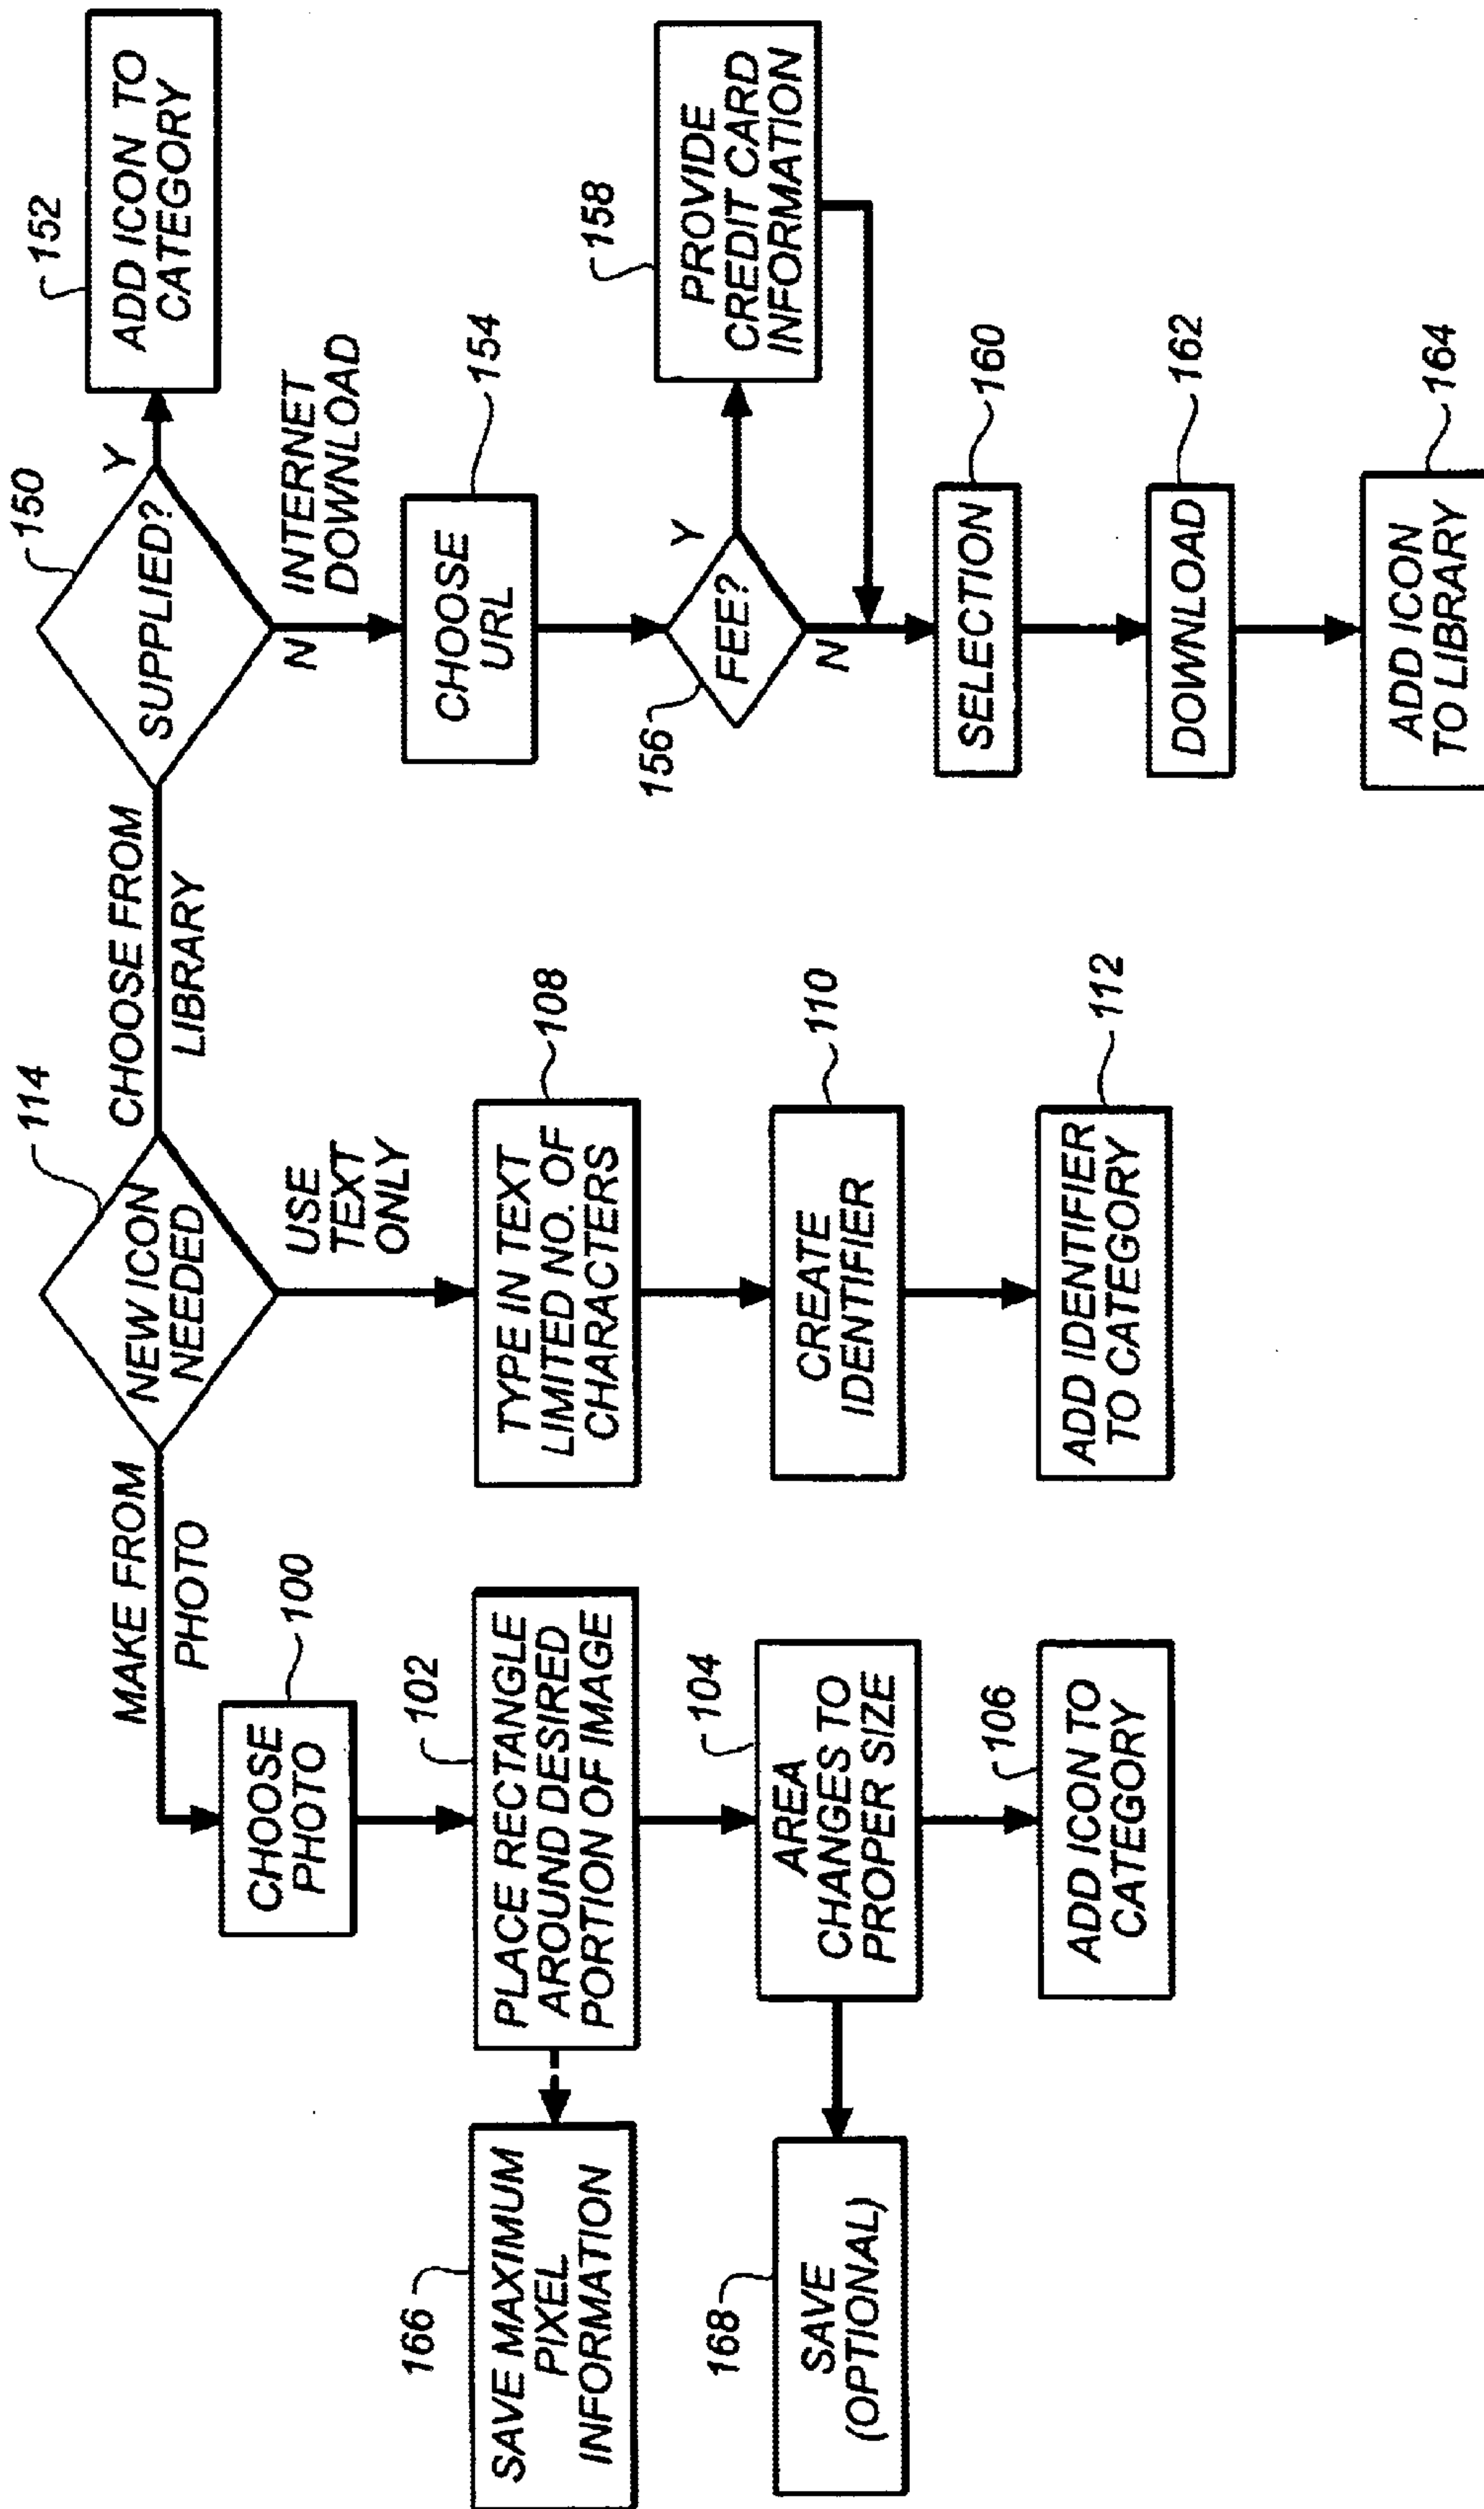 114
NEW ICON
NEEDED
MAKE FROM
PHOTO
100
CHOOSE
PHOTO
102
PLACE RECTANGLE
AROUND DESIRED
PORTION OF IMAGE
166
SAVE MAXIMUM
PIXEL
INFORMATION
104
AREA
CHANGES TO
PROPER SIZE
168
SAVE
(OPTIONAL)
106
ADD ICON TO
CATEGORY
USE
TEXT
ONLY
108
TYPE IN TEXT
LIMITED NO. OF
CHARACTERS
110
CREATE
IDENTIFIER
112
ADD IDENTIFIER
TO CATEGORY
CHOOSE FROM
LIBRARY
150
SUPPLIED?
Y
152
ADD ICON TO
CATEGORY
N
INTERNET
DOWNLOAD
154
CHOOSE
URL
156
FEE?
Y
158
PROVIDE
CREDIT CARD
INFORMATION
N
160
SELECTION
162
DOWNLOAD
164
ADD ICON
TO LIBRARY